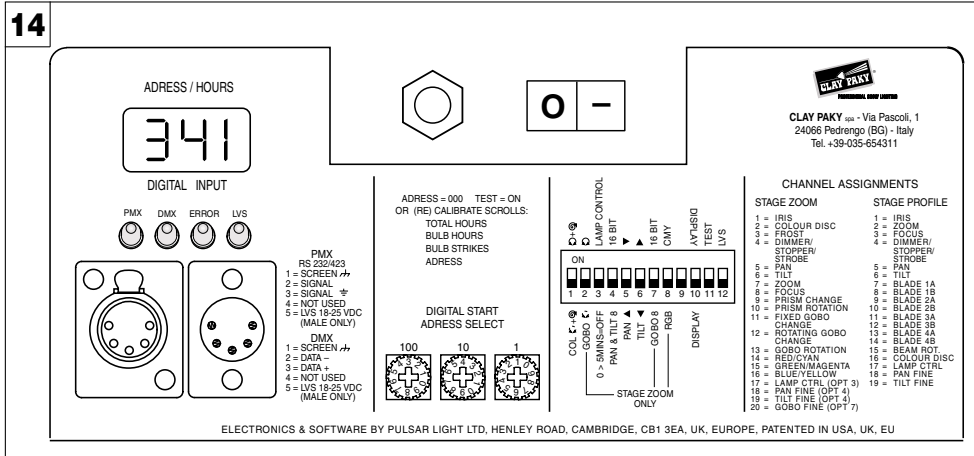 14
ADRESS / HOURS
341
DIGITAL INPUT
PMX DMX ERROR LVS
PMX
RS 232/423
1 = SCREEN
2 = SIGNAL
3 = SIGNAL
4 = NOT USED
5 = LVS 18-25 VDC
(MALE ONLY)
DMX
1 = SCREEN
2 = DATA –
3 = DATA +
4 = NOT USED
5 = LVS 18-25 VDC
(MALE ONLY)
O –
ADRESS = 000 TEST = ON
OR (RE) CALIBRATE SCROLLS:
TOTAL HOURS
BULB HOURS
BULB STRIKES
ADRESS
DIGITAL START
ADRESS SELECT
100 10 1
LAMP CONTROL
16 BIT
16 BIT
CMY
DISPLAY
TEST
LVS
ON
1 2 3 4 5 6 7 8 9 10 11 12
COL
GOBO
0 > 5MINS=OFF
PAN & TILT 8
PAN
TILT
GOBO 8
RGB
DISPLAY
STAGE ZOOM
ONLY
CLAY PAKY
PROFESSIONAL SHOW LIGHTING
CLAY PAKY spa - Via Pascoli, 1
24066 Pedrengo (BG) - Italy
Tel. +39-035-654311
CHANNEL ASSIGNMENTS
STAGE ZOOM
1 = IRIS
2 = COLOUR DISC
3 = FROST
4 = DIMMER/
STOPPER/
STROBE
5 = PAN
6 = TILT
7 = ZOOM
8 = FOCUS
9 = PRISM CHANGE
10 = PRISM ROTATION
11 = FIXED GOBO
CHANGE
12 = ROTATING GOBO
CHANGE
13 = GOBO ROTATION
14 = RED/CYAN
15 = GREEN/MAGENTA
16 = BLUE/YELLOW
17 = LAMP CTRL (OPT 3)
18 = PAN FINE (OPT 4)
19 = TILT FINE (OPT 4)
20 = GOBO FINE (OPT 7)
STAGE PROFILE
1 = IRIS
2 = ZOOM
3 = FOCUS
4 = DIMMER/
STOPPER/
STROBE
5 = PAN
6 = TILT
7 = BLADE 1A
8 = BLADE 1B
9 = BLADE 2A
10 = BLADE 2B
11 = BLADE 3A
12 = BLADE 3B
13 = BLADE 4A
14 = BLADE 4B
15 = BEAM ROT.
16 = COLOUR DISC
17 = LAMP CTRL
18 = PAN FINE
19 = TILT FINE
ELECTRONICS & SOFTWARE BY PULSAR LIGHT LTD, HENLEY ROAD, CAMBRIDGE, CB1 3EA, UK, EUROPE, PATENTED IN USA, UK, EU